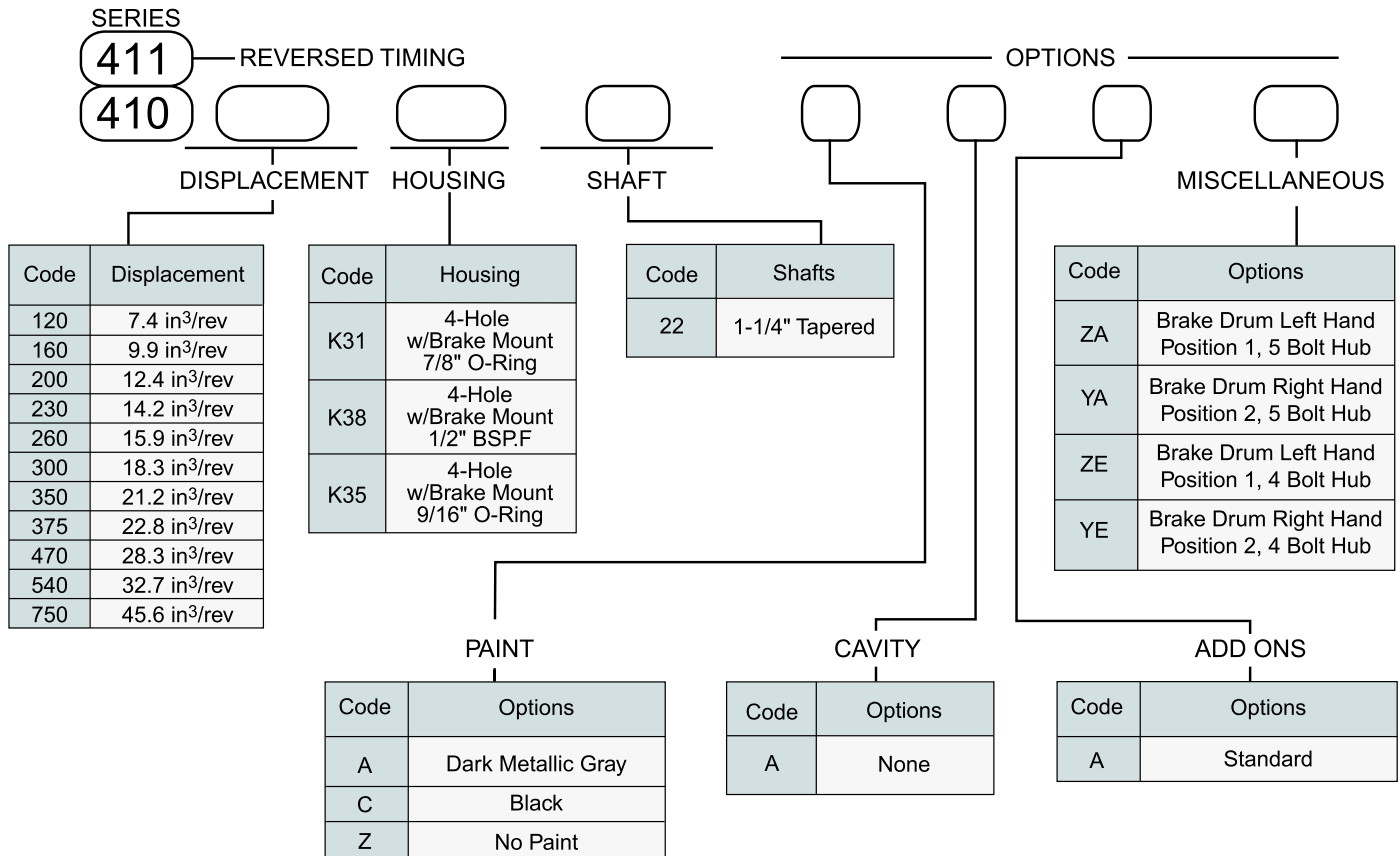 SERIES
411 REVERSED TIMING
OPTIONS
410
DISPLACEMENT HOUSING SHAFT MISCELLANEOUS
Code Displacement
120 7.4 in³/rev
160 9.9 in³/rev
200 12.4 in³/rev
230 14.2 in³/rev
260 15.9 in³/rev
300 18.3 in³/rev
350 21.2 in³/rev
375 22.8 in³/rev
470 28.3 in³/rev
540 32.7 in³/rev
750 45.6 in³/rev
Code Housing
K31 4-Hole
w/Brake Mount
7/8" O-Ring
K38 4-Hole
w/Brake Mount
1/2" BSP.F
K35 4-Hole
w/Brake Mount
9/16" O-Ring
Code Shafts
22 1-1/4" Tapered
Code Options
ZA Brake Drum Left Hand
Position 1, 5 Bolt Hub
YA Brake Drum Right Hand
Position 2, 5 Bolt Hub
ZE Brake Drum Left Hand
Position 1, 4 Bolt Hub
YE Brake Drum Right Hand
Position 2, 4 Bolt Hub
PAINT
Code Options
A Dark Metallic Gray
C Black
Z No Paint
CAVITY
Code Options
A None
ADD ONS
Code Options
A Standard